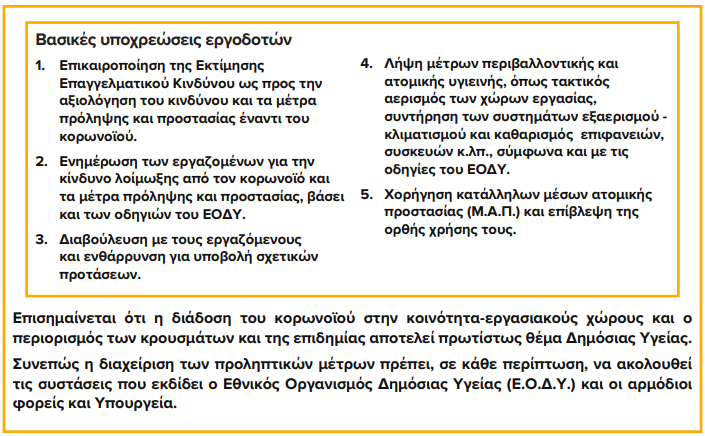 Βασικές υποχρεώσεις εργοδοτών
1. Επικαιροποίηση της Εκτίμησης
Επαγγελματικού Κινδύνου ως προς την
αξιολόγηση του κινδύνου και τα μέτρα
πρόληψης και προστασίας έναντι του
κορωνοϊού.
2. Ενημέρωση των εργαζομένων για την
κίνδυνο λοίμωξης από τον κορωνοϊό και
τα μέτρα πρόληψης και προστασίας, βάσει
και των οδηγιών του ΕΟΔΥ.
3. Διαβούλευση με τους εργαζόμενους
και ενθάρρυνση για υποβολή σχετικών
προτάσεων.
4. Λήψη μέτρων περιβαλλοντικής και
ατομικής υγιεινής, όπως τακτικός
αερισμός των χώρων εργασίας,
συντήρηση των συστημάτων εξαερισμού -
κλιματισμού και καθαρισμός επιφανειών,
συσκευών κ.λπ., σύμφωνα και με τις
οδηγίες του ΕΟΔΥ.
5. Χορήγηση κατάλληλων μέσων ατομικής
προστασίας (Μ.Α.Π.) και επίβλεψη της
ορθής χρήσης τους.
Επισημαίνεται ότι η διάδοση του κορωνοϊού στην κοινότητα-εργασιακούς χώρους και ο
περιορισμός των κρουσμάτων και της επιδημίας αποτελεί πρωτίστως θέμα Δημόσιας Υγείας.
Συνεπώς η διαχείριση των προληπτικών μέτρων πρέπει, σε κάθε περίπτωση, να ακολουθεί
τις συστάσεις που εκδίδει ο Εθνικός Οργανισμός Δημόσιας Υγείας (Ε.Ο.Δ.Υ.) και οι αρμόδιοι
φορείς και Υπουργεία.